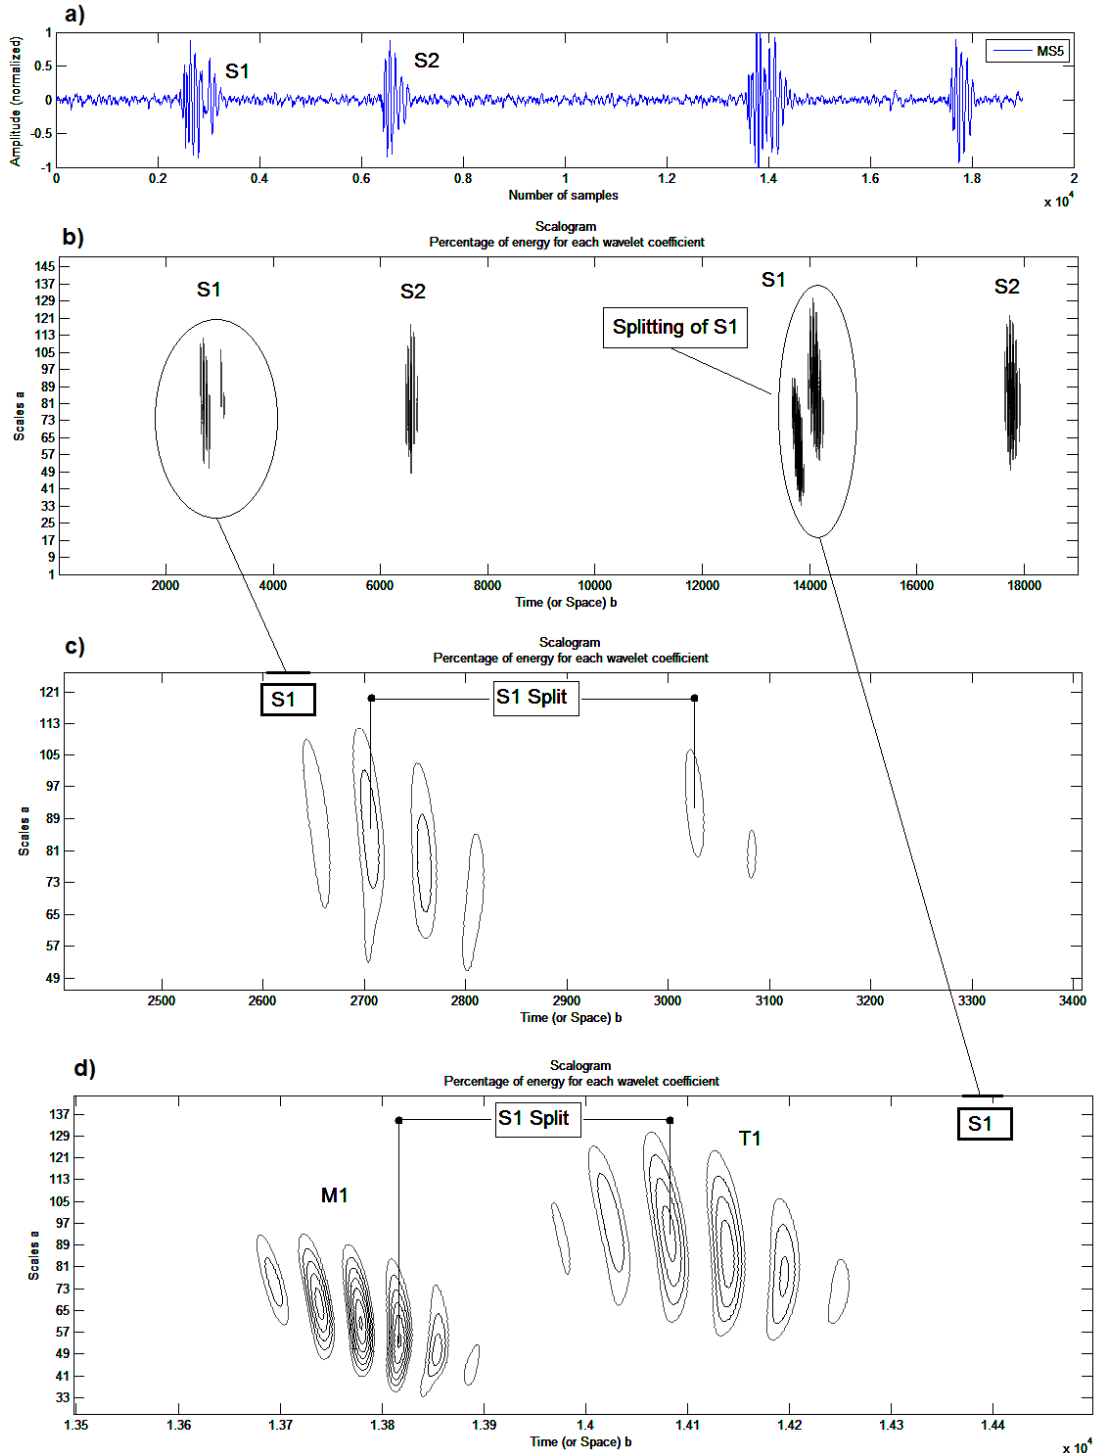 a)
Amplitude (normalized)
1
0.5
0
-0.5
-1
S1
S2
MS5
0 0.2 0.4 0.6 0.8 1 1.2 1.4 1.6 1.8 2
Number of samples
x 10^4
b)
Scalogram
Percentage of energy for each wavelet coefficient
Scales a
145
137
129
121
113
105
97
89
81
73
65
57
49
41
33
25
17
9
1
S1
S2
S1
S2
Splitting of S1
2000 4000 6000 8000 10000 12000 14000 16000 18000
Time (or Space) b
c)
Scalogram
Percentage of energy for each wavelet coefficient
Scales a
121
113
105
97
89
81
73
65
57
49
S1
S1 Split
2500 2600 2700 2800 2900 3000 3100 3200 3300 3400
Time (or Space) b
d)
Scalogram
Percentage of energy for each wavelet coefficient
Scales a
137
129
121
113
105
97
89
81
73
65
57
49
41
33
S1 Split
S1
M1
T1
1.35 1.36 1.37 1.38 1.39 1.4 1.41 1.42 1.43 1.44
Time (or Space) b
x 10^4